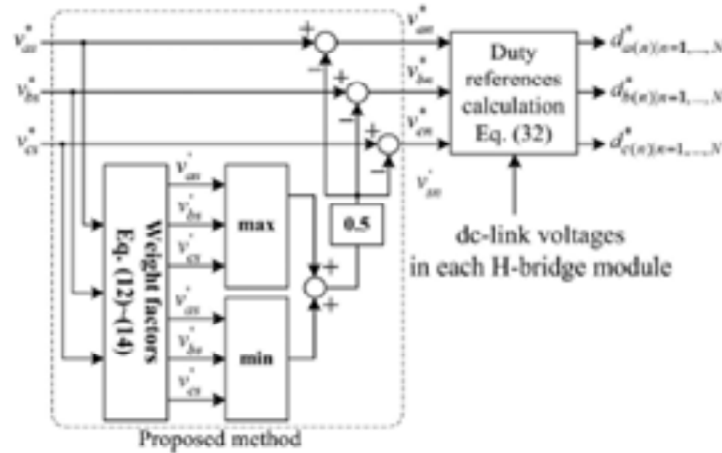 v*as
v*bs
v*cs
v*an
v*bn
v*cn
v'sn
Duty
references
calculation
Eq. (32)
d*a(n)(n=1,...,N
d*b(n)(n=1,...,N
d*c(n)(n=1,...,N
dc-link voltages
in each H-bridge module
Weight factors
Eq. (12)~(14)
v'as
v'bs
v'cs
v'as
v'bs
v'cs
max
min
0.5
+
−
+
−
+
−
+
+
Proposed method